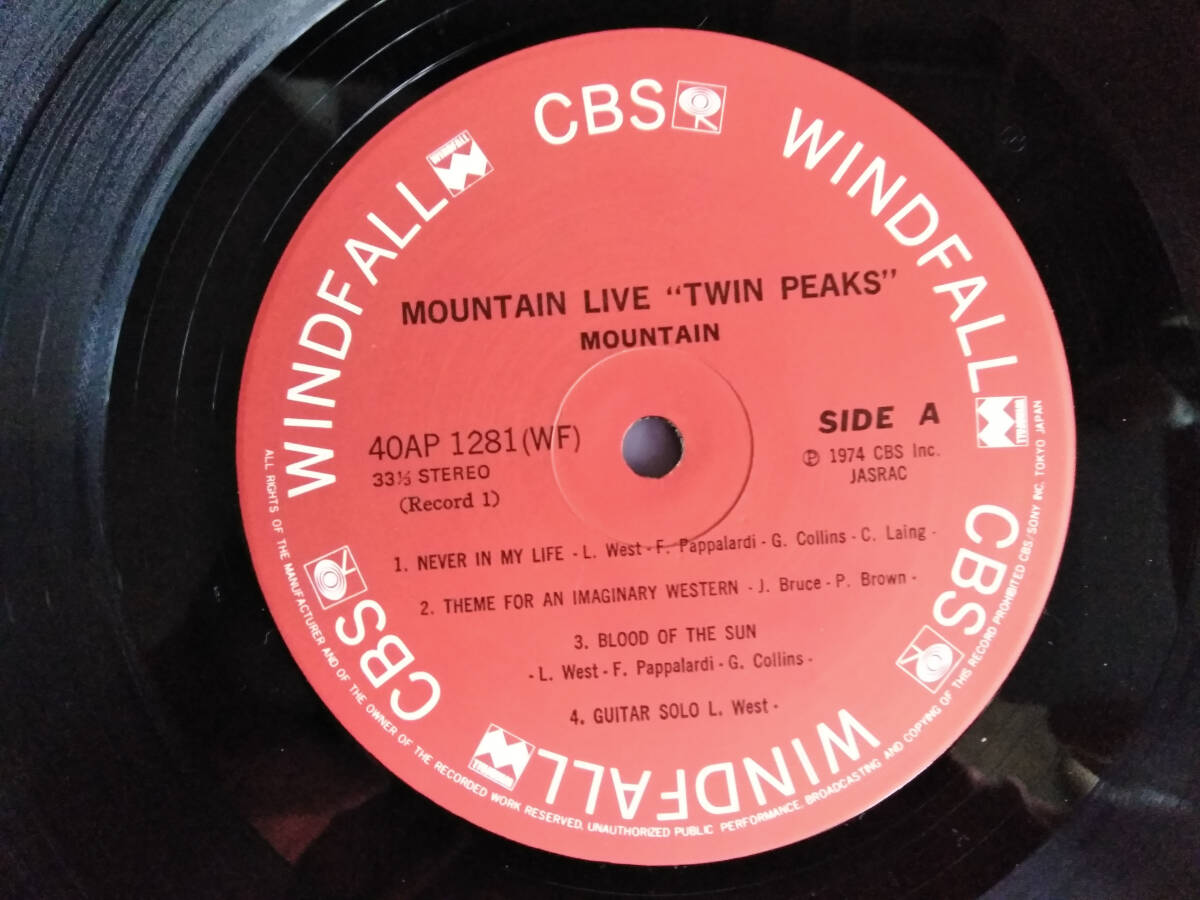 CBS
WINDFALL
WINDFALL
CBS
WINDFALL
WINDFALL
CBS
WINDFALL
WINDFALL
MOUNTAIN LIVE “TWIN PEAKS”
MOUNTAIN
40AP 1281(WF)
33⅓ STEREO
(Record 1)
SIDE A
Ⓟ 1974 CBS Inc.
JASRAC
1. NEVER IN MY LIFE - L. West - F. Pappalardi - G. Collins - C. Laing -
2. THEME FOR AN IMAGINARY WESTERN - J. Bruce - P. Brown -
3. BLOOD OF THE SUN
- L. West - F. Pappalardi - G. Collins -
4. GUITAR SOLO L. West -
ALL RIGHTS OF THE MANUFACTURER AND OF THE OWNER OF THE RECORDED WORK RESERVED. UNAUTHORIZED PUBLIC PERFORMANCE, BROADCASTING AND COPYING OF THIS RECORD PROHIBITED CBS/SONY INC. TOKYO JAPAN